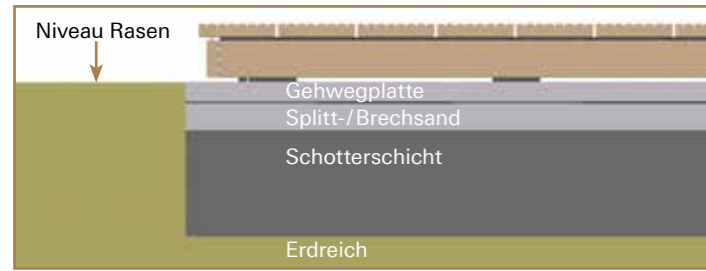 Niveau Rasen
Gehwegplatte
Splitt-/Brechsand
Schotterschicht
Erdreich